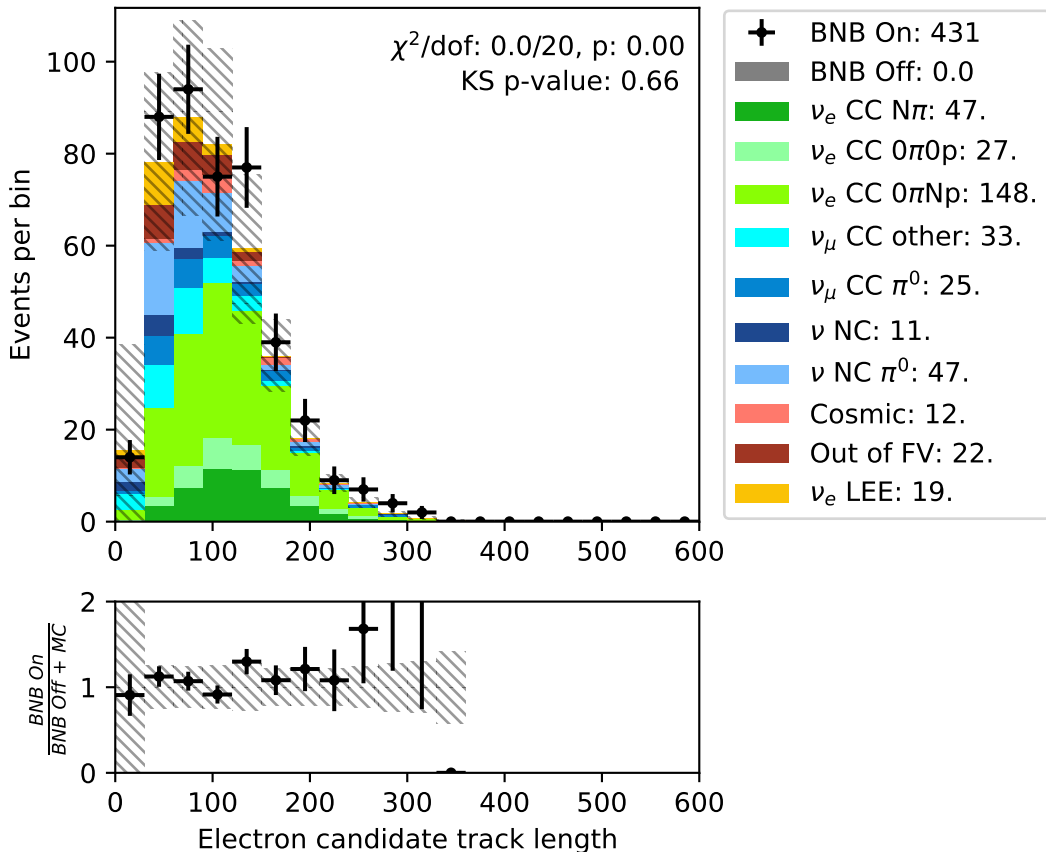 χ²/dof: 0.0/20, p: 0.00
KS p-value: 0.66
Events per bin
100
80
60
40
20
0
0 100 200 300 400 500 600
BNB On: 431
BNB Off: 0.0
νₑ CC Nπ: 47.
νₑ CC 0π0p: 27.
νₑ CC 0πNp: 148.
ν_μ CC other: 33.
ν_μ CC π⁰: 25.
ν NC: 11.
ν NC π⁰: 47.
Cosmic: 12.
Out of FV: 22.
νₑ LEE: 19.
BNB On
BNB Off + MC
2
1
0
0 100 200 300 400 500 600
Electron candidate track length